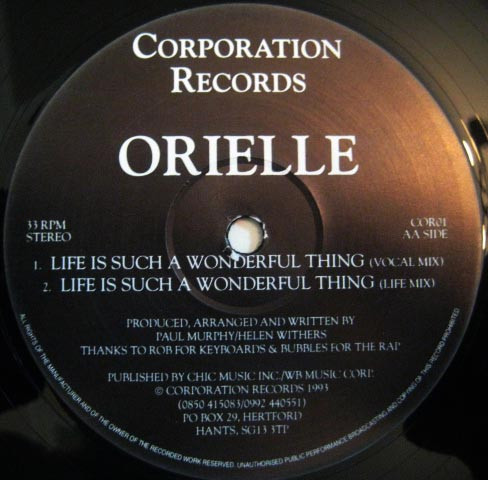 CORPORATION
RECORDS
ORIELLE
33 RPM
STEREO
COR01
AA SIDE
1. LIFE IS SUCH A WONDERFUL THING (VOCAL MIX)
2. LIFE IS SUCH A WONDERFUL THING (LIFE MIX)
PRODUCED, ARRANGED AND WRITTEN BY
PAUL MURPHY/HELEN WITHERS
THANKS TO ROB FOR KEYBOARDS & BUBBLES FOR THE RAP
PUBLISHED BY CHIC MUSIC INC./WB MUSIC CORP.
© CORPORATION RECORDS 1993
(0850 415083/0992 440551)
PO BOX 29, HERTFORD
HANTS, SG13 3TP
ALL RIGHTS OF THE MANUFACTURER AND OF THE OWNER OF THE RECORDED WORK RESERVED. UNAUTHORISED PUBLIC PERFORMANCE BROADCASTING AND COPYING OF THIS RECORD PROHIBITED